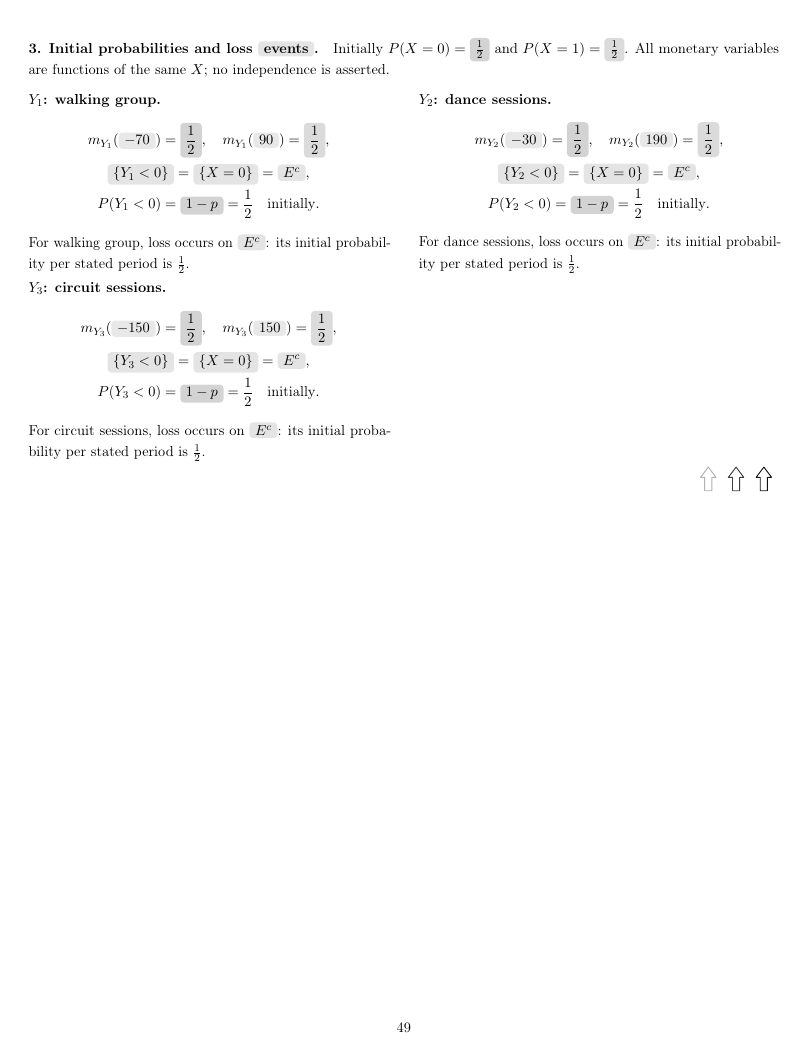 3. Initial probabilities and loss events. Initially P(X = 0) = 1/2 and P(X = 1) = 1/2. All monetary variables
are functions of the same X; no independence is asserted.
Y₁: walking group.
m_{Y₁}(−70) = 1/2, m_{Y₁}(90) = 1/2,
{Y₁ < 0} = {X = 0} = Eᶜ,
P(Y₁ < 0) = 1 − p = 1/2 initially.
For walking group, loss occurs on Eᶜ: its initial probabil-
ity per stated period is 1/2.
Y₃: circuit sessions.
m_{Y₃}(−150) = 1/2, m_{Y₃}(150) = 1/2,
{Y₃ < 0} = {X = 0} = Eᶜ,
P(Y₃ < 0) = 1 − p = 1/2 initially.
For circuit sessions, loss occurs on Eᶜ: its initial proba-
bility per stated period is 1/2.
Y₂: dance sessions.
m_{Y₂}(−30) = 1/2, m_{Y₂}(190) = 1/2,
{Y₂ < 0} = {X = 0} = Eᶜ,
P(Y₂ < 0) = 1 − p = 1/2 initially.
For dance sessions, loss occurs on Eᶜ: its initial probabil-
ity per stated period is 1/2.
49